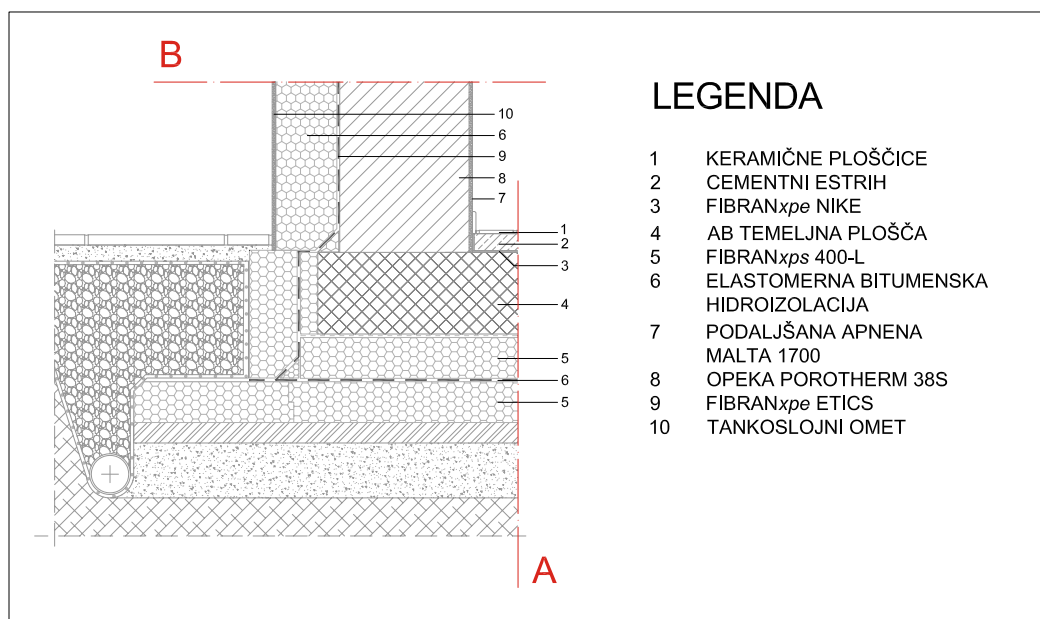 B
10
6
9
8
7
1
2
3
4
5
6
5
A
LEGENDA
1 KERAMIČNE PLOŠČICE
2 CEMENTNI ESTRIH
3 FIBRANxpe NIKE
4 AB TEMELJNA PLOŠČA
5 FIBRANxps 400-L
6 ELASTOMERNA BITUMENSKA
HIDROIZOLACIJA
7 PODALJŠANA APNENA
MALTA 1700
8 OPEKA POROTHERM 38S
9 FIBRANxpe ETICS
10 TANKOSLOJNI OMET